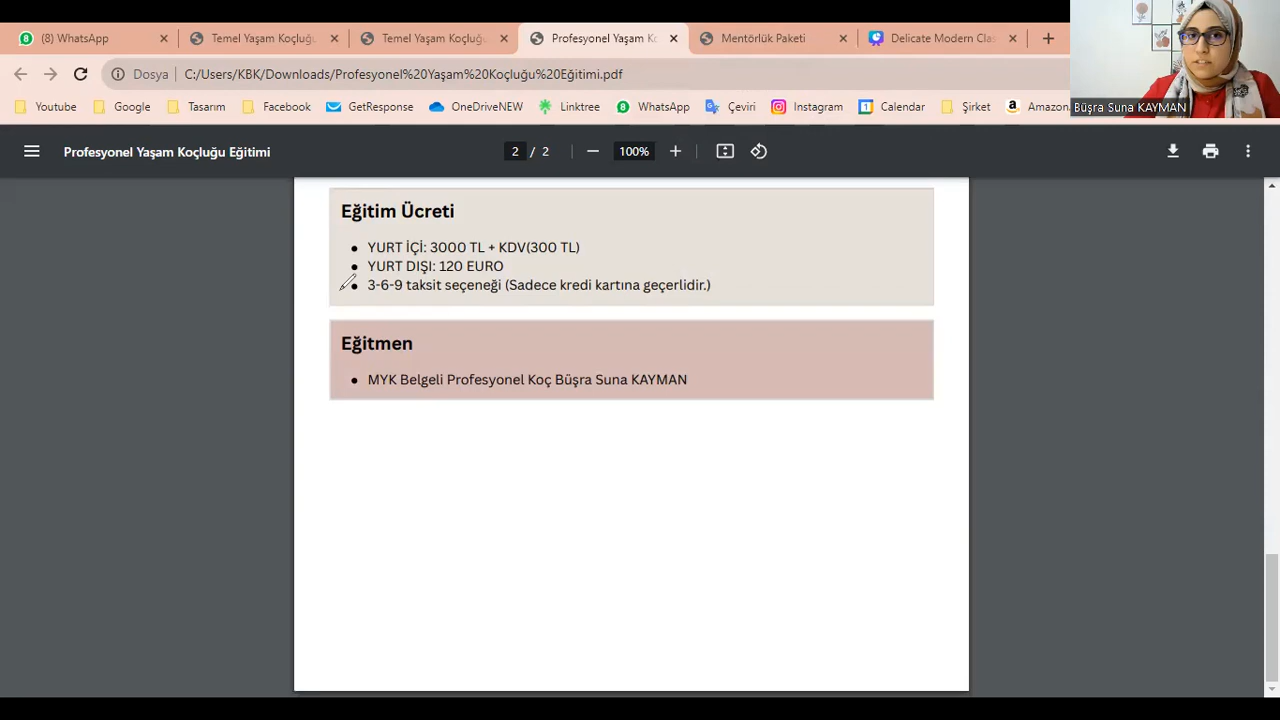 (8) WhatsApp
Temel Yaşam Koçluğu
Temel Yaşam Koçluğu
Profesyonel Yaşam Ko
Mentörlük Paketi
Delicate Modern Clas
Dosya
C:/Users/KBK/Downloads/Profesyonel%20Yaşam%20Koçluğu%20Eğitimi.pdf
Youtube
Google
Tasarım
Facebook
GetResponse
OneDriveNEW
Linktree
WhatsApp
Çeviri
Instagram
Calendar
Şirket
Amazon
Büşra Suna KAYMAN
Profesyonel Yaşam Koçluğu Eğitimi
2 / 2
100%
Eğitim Ücreti
● YURT İÇİ: 3000 TL + KDV(300 TL)
● YURT DIŞI: 120 EURO
● 3-6-9 taksit seçeneği (Sadece kredi kartına geçerlidir.)
Eğitmen
● MYK Belgeli Profesyonel Koç Büşra Suna KAYMAN